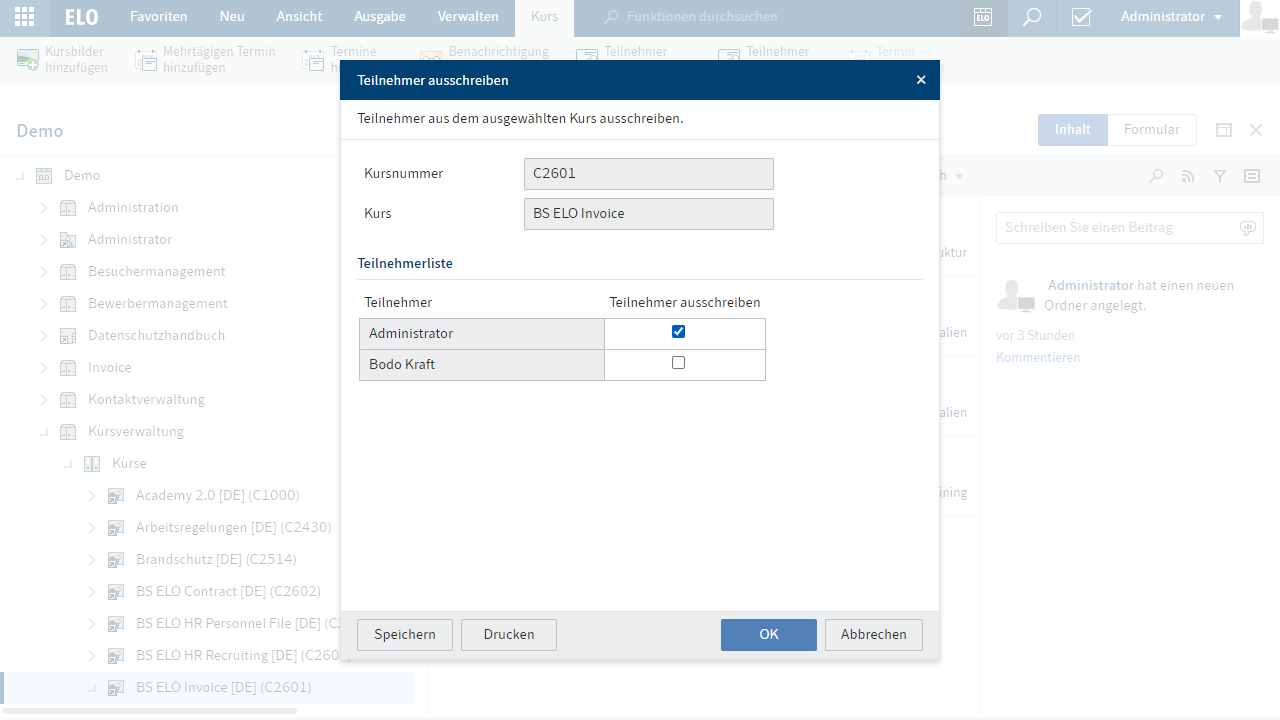 ELO Favoriten Neu Ansicht Ausgabe Verwalten Kurs Funktionen durchsuchen ELO Administrator
Kursbilder hinzufügen
Mehrtägigen Termin hinzufügen
Termine
Benachrichtigung
Teilnehmer
Teilnehmer
Termin
Teilnehmer ausschreiben
Teilnehmer aus dem ausgewählten Kurs ausschreiben.
Kursnummer C2601
Kurs BS ELO Invoice
Teilnehmerliste
Teilnehmer Teilnehmer ausschreiben
Administrator
Bodo Kraft
Speichern Drucken OK Abbrechen
Demo
Inhalt Formular
Demo
Administration
Administrator
Besuchermanagement
Bewerbermanagement
Datenschutzhandbuch
Invoice
Kontaktverwaltung
Kursverwaltung
Kurse
Academy 2.0 [DE] (C1000)
Arbeitsregelungen [DE] (C2430)
Brandschutz [DE] (C2514)
BS ELO Contract [DE] (C2602)
BS ELO HR Personnel File [DE] (C2
BS ELO HR Recruiting [DE] (C260
BS ELO Invoice [DE] (C2601)
h
uktur
alien
alien
ining
Schreiben Sie einen Beitrag
Administrator hat einen neuen
Ordner angelegt.
vor 3 Stunden
Kommentieren